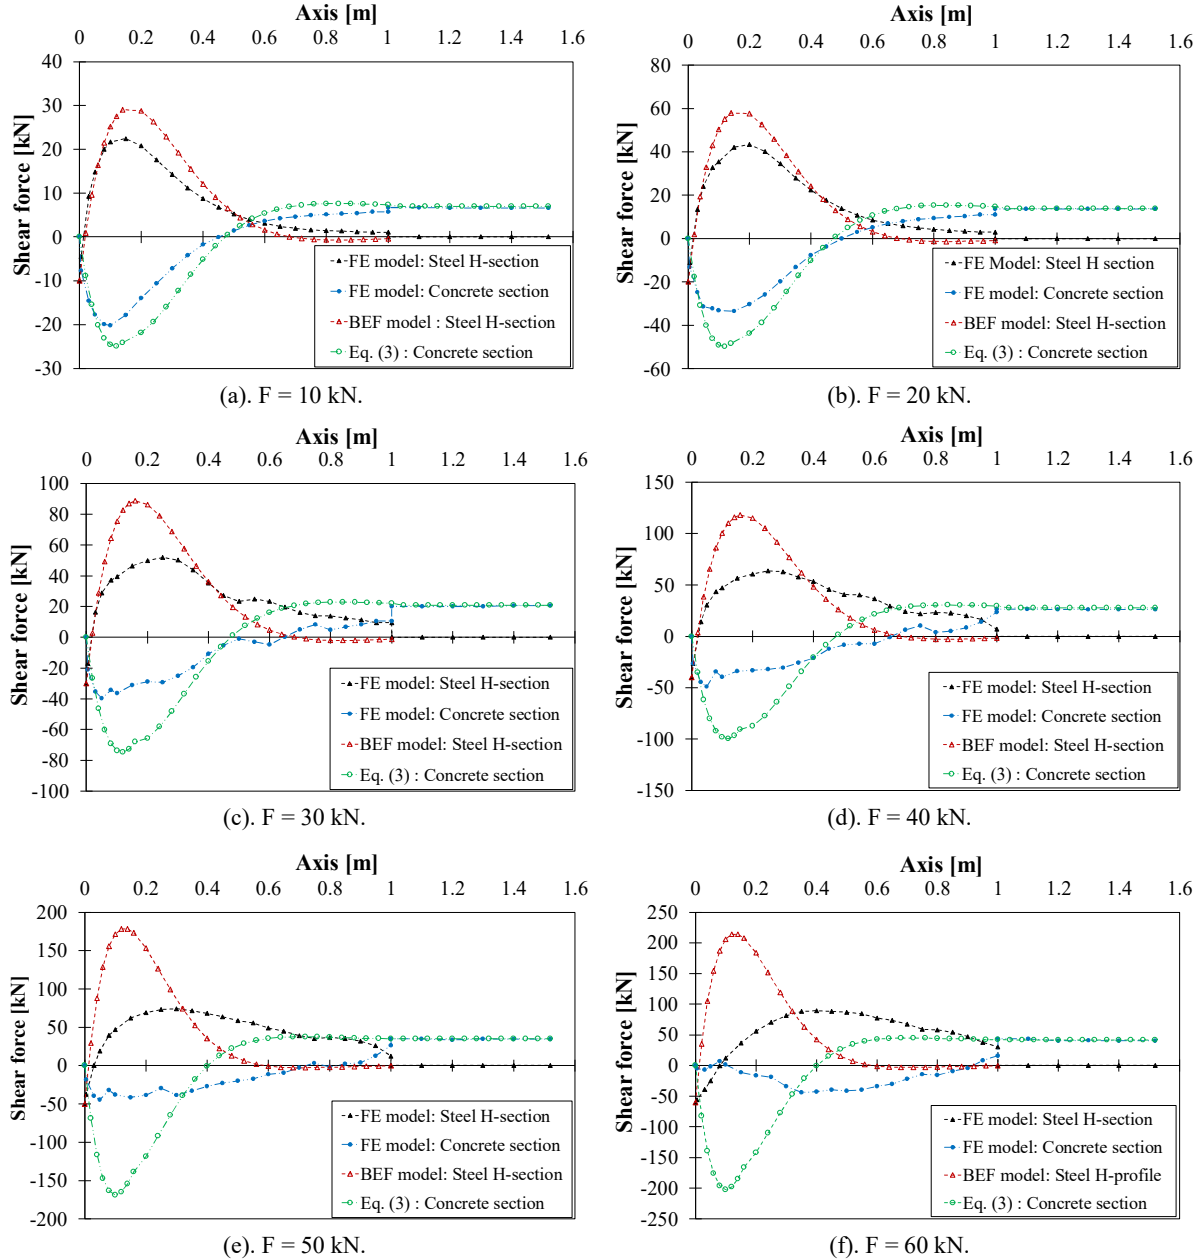 Axis [m]
0 0.2 0.4 0.6 0.8 1 1.2 1.4 1.6
Shear force [kN]
40
30
20
10
0
-10
-20
-30
FE model: Steel H-section
FE model: Concrete section
BEF model : Steel H-section
Eq. (3) : Concrete section
(a). F = 10 kN.
Axis [m]
0 0.2 0.4 0.6 0.8 1 1.2 1.4 1.6
Shear force [kN]
80
60
40
20
0
-20
-40
-60
FE Model: Steel H section
FE model: Concrete section
BEF model: Steel H-section
Eq. (3) : Concrete section
(b). F = 20 kN.
Axis [m]
0 0.2 0.4 0.6 0.8 1 1.2 1.4 1.6
Shear force [kN]
100
80
60
40
20
0
-20
-40
-60
-80
-100
FE model: Steel H-section
FE model: Concrete section
BEF model: Steel H-section
Eq. (3) : Concrete section
(c). F = 30 kN.
Axis [m]
0 0.2 0.4 0.6 0.8 1 1.2 1.4 1.6
Shear force [kN]
150
100
50
0
-50
-100
-150
FE model: Steel H-section
FE model: Concrete section
BEF model: Steel H-section
Eq. (3) : Concrete section
(d). F = 40 kN.
Axis [m]
0 0.2 0.4 0.6 0.8 1 1.2 1.4 1.6
Shear force [kN]
200
150
100
50
0
-50
-100
-150
-200
FE model: Steel H-section
FE model: Concrete section
BEF model: Steel H-section
Eq. (3) : Concrete section
(e). F = 50 kN.
Axis [m]
0 0.2 0.4 0.6 0.8 1 1.2 1.4 1.6
Shear force [kN]
250
200
150
100
50
0
-50
-100
-150
-200
-250
FE model: Steel H-section
FE model: Concrete section
BEF model: Steel H-profile
Eq. (3) : Concrete section
(f). F = 60 kN.